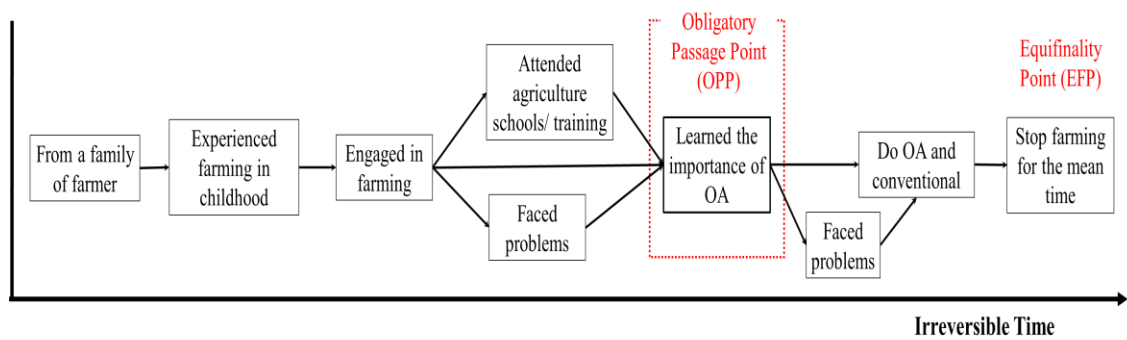 From a family
of farmer
Experienced
farming in
childhood
Engaged in
farming
Attended
agriculture
schools/ training
Faced
problems
Obligatory
Passage Point
(OPP)
Learned the
importance of
OA
Do OA and
conventional
Faced
problems
Equifinality
Point (EFP)
Stop farming
for the mean
time
Irreversible Time